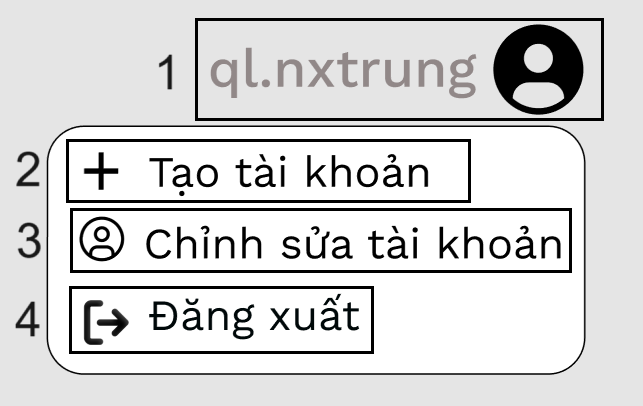 1 ql.nxtrung
2 Tạo tài khoản
3 Chỉnh sửa tài khoản
4 Đăng xuất